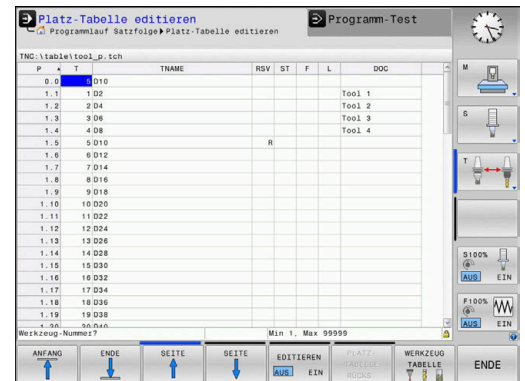 Platz-Tabelle editieren
Programmlauf Satzfolge Platz-Tabelle editieren
Programm-Test
TNC:\table\tool_p.tch
P T TNAME RSV ST F L DOC
0.0 5 D10
1.1 1 D2 Tool 1
1.2 2 D4 Tool 2
1.3 3 D6 Tool 3
1.4 4 D8 Tool 4
1.5 5 D10 R
1.6 6 D12
1.7 7 D14
1.8 8 D16
1.9 9 D18
1.10 10 D20
1.11 11 D22
1.12 12 D24
1.13 13 D26
1.14 14 D28
1.15 15 D30
1.16 16 D32
1.17 17 D34
1.18 18 D36
1.19 19 D38
1.20 20 D40
Werkzeug-Nummer? Min 1, Max 99999
M
S
T
S100%
AUS EIN
F100%
AUS EIN
ANFANG
ENDE
SEITE
SEITE
EDITIEREN
AUS EIN
PLATZ-
TABELLE
RÜCKS.
WERKZEUG
TABELLE
ENDE